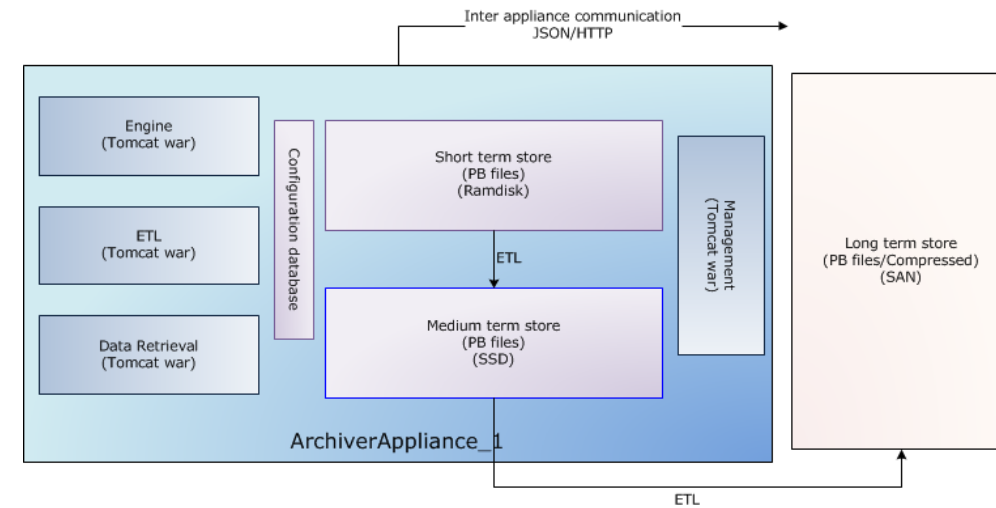 Inter appliance communication
JSON/HTTP
Engine
(Tomcat war)
ETL
(Tomcat war)
Data Retrieval
(Tomcat war)
Configuration database
Short term store
(PB files)
(Ramdisk)
ETL
Medium term store
(PB files)
(SSD)
Management
(Tomcat war)
Long term store
(PB files/Compressed)
(SAN)
ArchiverAppliance_1
ETL